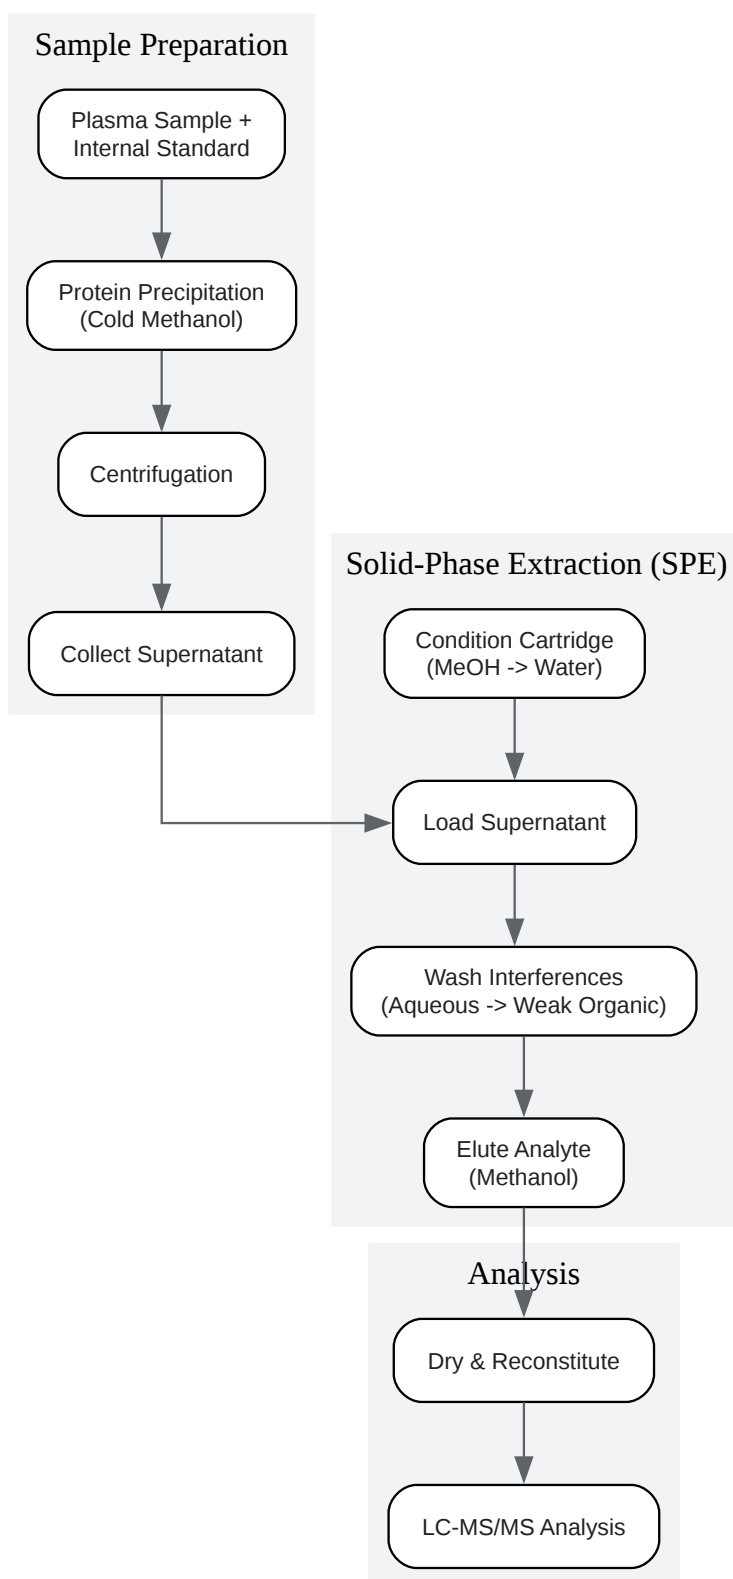 Sample Preparation
Plasma Sample +
Internal Standard
Protein Precipitation
(Cold Methanol)
Centrifugation
Collect Supernatant
Solid-Phase Extraction (SPE)
Condition Cartridge
(MeOH -> Water)
Load Supernatant
Wash Interferences
(Aqueous -> Weak Organic)
Elute Analyte
(Methanol)
Analysis
Dry & Reconstitute
LC-MS/MS Analysis